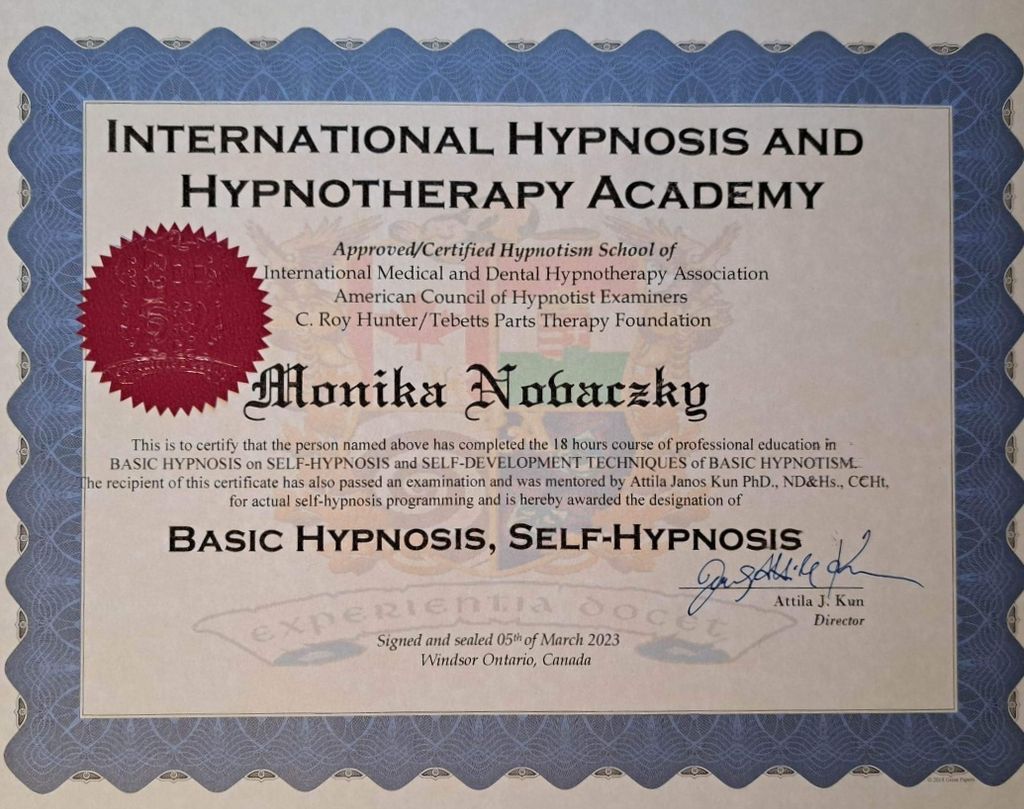 INTERNATIONAL HYPNOSIS AND
HYPNOTHERAPY ACADEMY
Approved/Certified Hypnotism School of
International Medical and Dental Hypnotherapy Association
American Council of Hypnotist Examiners
C. Roy Hunter/Tebetts Parts Therapy Foundation
Monika Novaczky
This is to certify that the person named above has completed the 18 hours course of professional education in
BASIC HYPNOSIS on SELF-HYPNOSIS and SELF-DEVELOPMENT TECHNIQUES of BASIC HYPNOTISM.
The recipient of this certificate has also passed an examination and was mentored by Attila Janos Kun PhD., ND&Hs., CCHt,
for actual self-hypnosis programming and is hereby awarded the designation of
BASIC HYPNOSIS, SELF-HYPNOSIS
Attila J. Kun
Director
EXPERIENTIA DOCET
Signed and sealed 05th of March 2023
Windsor Ontario, Canada